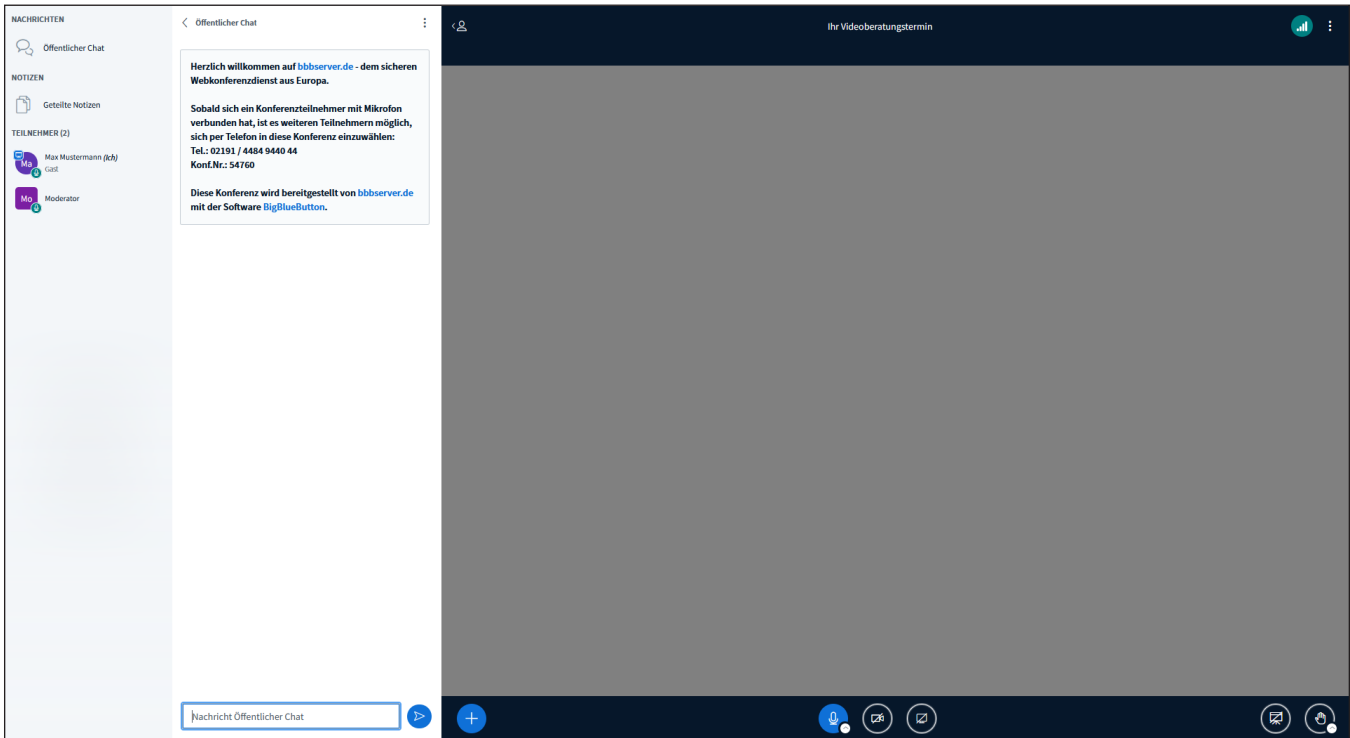 NACHRICHTEN
Öffentlicher Chat
NOTIZEN
Geteilte Notizen
TEILNEHMER (2)
Ma
Max Mustermann (Ich)
Gast
Mo
Moderator
Öffentlicher Chat
Herzlich willkommen auf bbbserver.de - dem sicheren
Webkonferenzdienst aus Europa.
Sobald sich ein Konferenzteilnehmer mit Mikrofon
verbunden hat, ist es weiteren Teilnehmern möglich,
sich per Telefon in diese Konferenz einzuwählen:
Tel.: 02191 / 4484 9440 44
Konf.Nr.: 54760
Diese Konferenz wird bereitgestellt von bbbserver.de
mit der Software BigBlueButton.
Nachricht Öffentlicher Chat
Ihr Videoberatungstermin